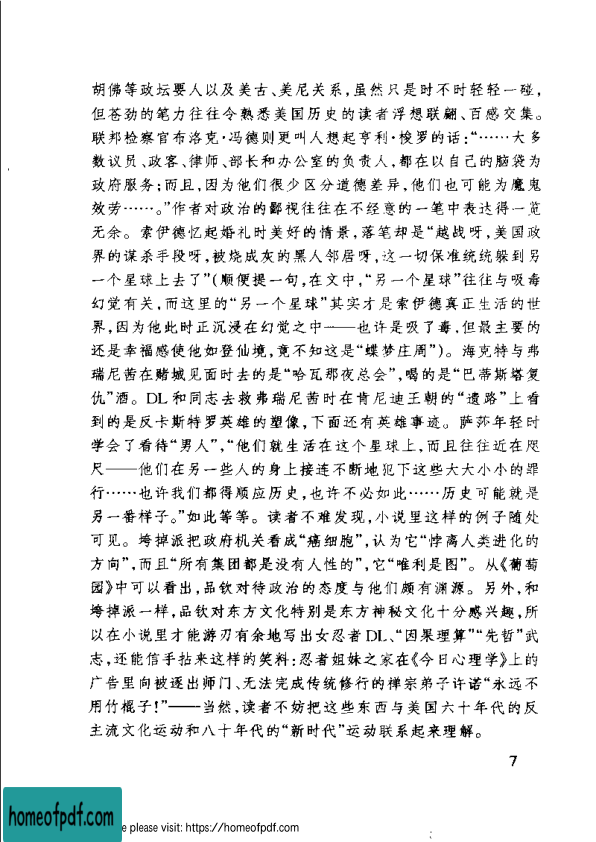 胡佛等政坛要人以及美古、美尼关系,虽然只是时不时轻轻一碰,
但苍劲的笔力往往令熟悉美国历史的读者浮想联翩、百感交集。
联邦检察官布洛克·冯德则更叫人想起亨利·梭罗的话:“……大多
数议员、政客、律师、部长和办公室的负责人,都在以自己的脑袋为
政府服务;而且,因为他们很少区分道德差异,他们也可能为魔鬼
效劳……。”作者对政治的鄙视往往在不经意的一笔中表达得一览
无余。索伊德忆起婚礼时美好的情景,落笔却是“越战呀,美国政
界的谋杀手段呀,被烧成灰的黑人邻居呀,这一切保准统统躲到另
一个星球上去了”(顺便提一句,在文中,“另一个星球”往往与吸毒
幻觉有关,而这里的“另一个星球”其实才是索伊德真正生活的世
界,因为他此时正沉浸在幻觉之中——也许是吸了毒,但最主要的
还是幸福感使他如登仙境,竟不知这是“蝶梦庄周”)。海克特与弗
瑞尼茜在赌城见面时去的是“哈瓦那夜总会”,喝的是“巴蒂斯塔复
仇”酒。DL和同志去救弗瑞尼茜时在肯尼迪王朝的“遗路”上看
到的是反卡斯特罗英雄的塑像,下面还有英雄事迹。萨莎年轻时
学会了看待“男人”,“他们就生活在这个星球上,而且往往近在咫
尺——他们在另一些人的身上接连不断地犯下这些大大小小的罪
行……也许我们都得顺应历史,也许不必如此……历史可能就是
另一番样子。”如此等等。读者不难发现,小说里这样的例子随处
可见。垮掉派把政府机关看成“癌细胞”,认为它“悖离人类进化的
方向”,而且“所有集团都是没有人性的”,它“唯利是图”。从《葡萄
园》中可以看出,品钦对待政治的态度与他们颇有渊源。另外,和
垮掉派一样,品钦对东方文化特别是东方神秘文化十分感兴趣,所
以在小说里才能游刃有余地写出女忍者DL、“因果理算”“先哲”武
志,还能信手拈来这样的笑料:忍者姐妹之家在《今日心理学》上的
广告里向被逐出师门、无法完成传统修行的禅宗弟子许诺“永远不
用竹棍子!”——当然,读者不妨把这些东西与美国六十年代的反
主流文化运动和八十年代的“新时代”运动联系起来理解。
7
homeofpdf.com
e please visit: https://homeofpdf.com